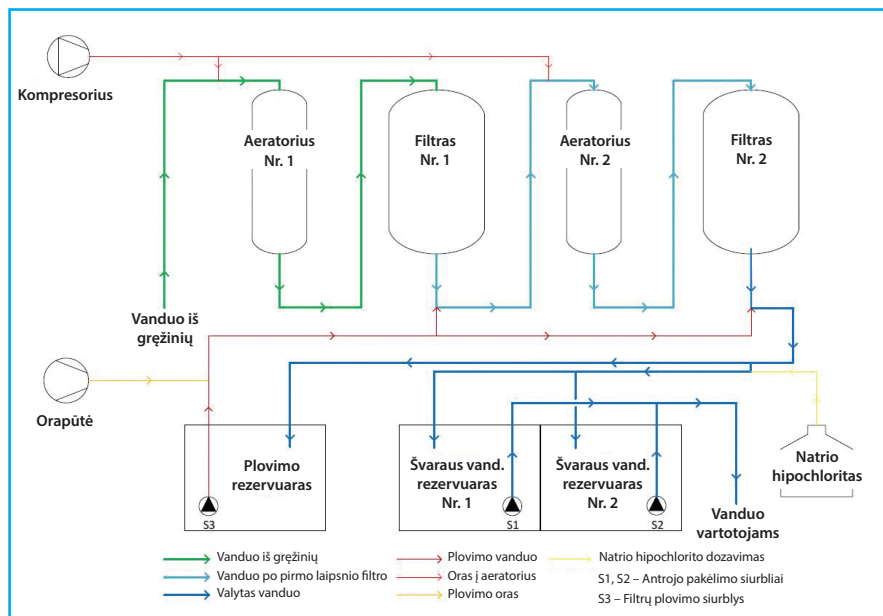 Kompresorius
Aeratorius
Nr. 1
Filtras
Nr. 1
Aeratorius
Nr. 2
Filtras
Nr. 2
Vanduo iš
gręžinių
Orapūtė
Plovimo
rezervuaras
S3
Švaraus vand.
rezervuaras
Nr. 1
S1
Švaraus vand.
rezervuaras
Nr. 2
S2
Vanduo
vartotojams
Natrio
hipochloritas
Vanduo iš gręžinių
Vanduo po pirmo laipsnio filtro
Valytas vanduo
Plovimo vanduo
Oras į aeratorius
Plovimo oras
Natrio hipochlorito dozavimas
S1, S2 – Antrojo pakėlimo siurbliai
S3 – Filtrų plovimo siurblys